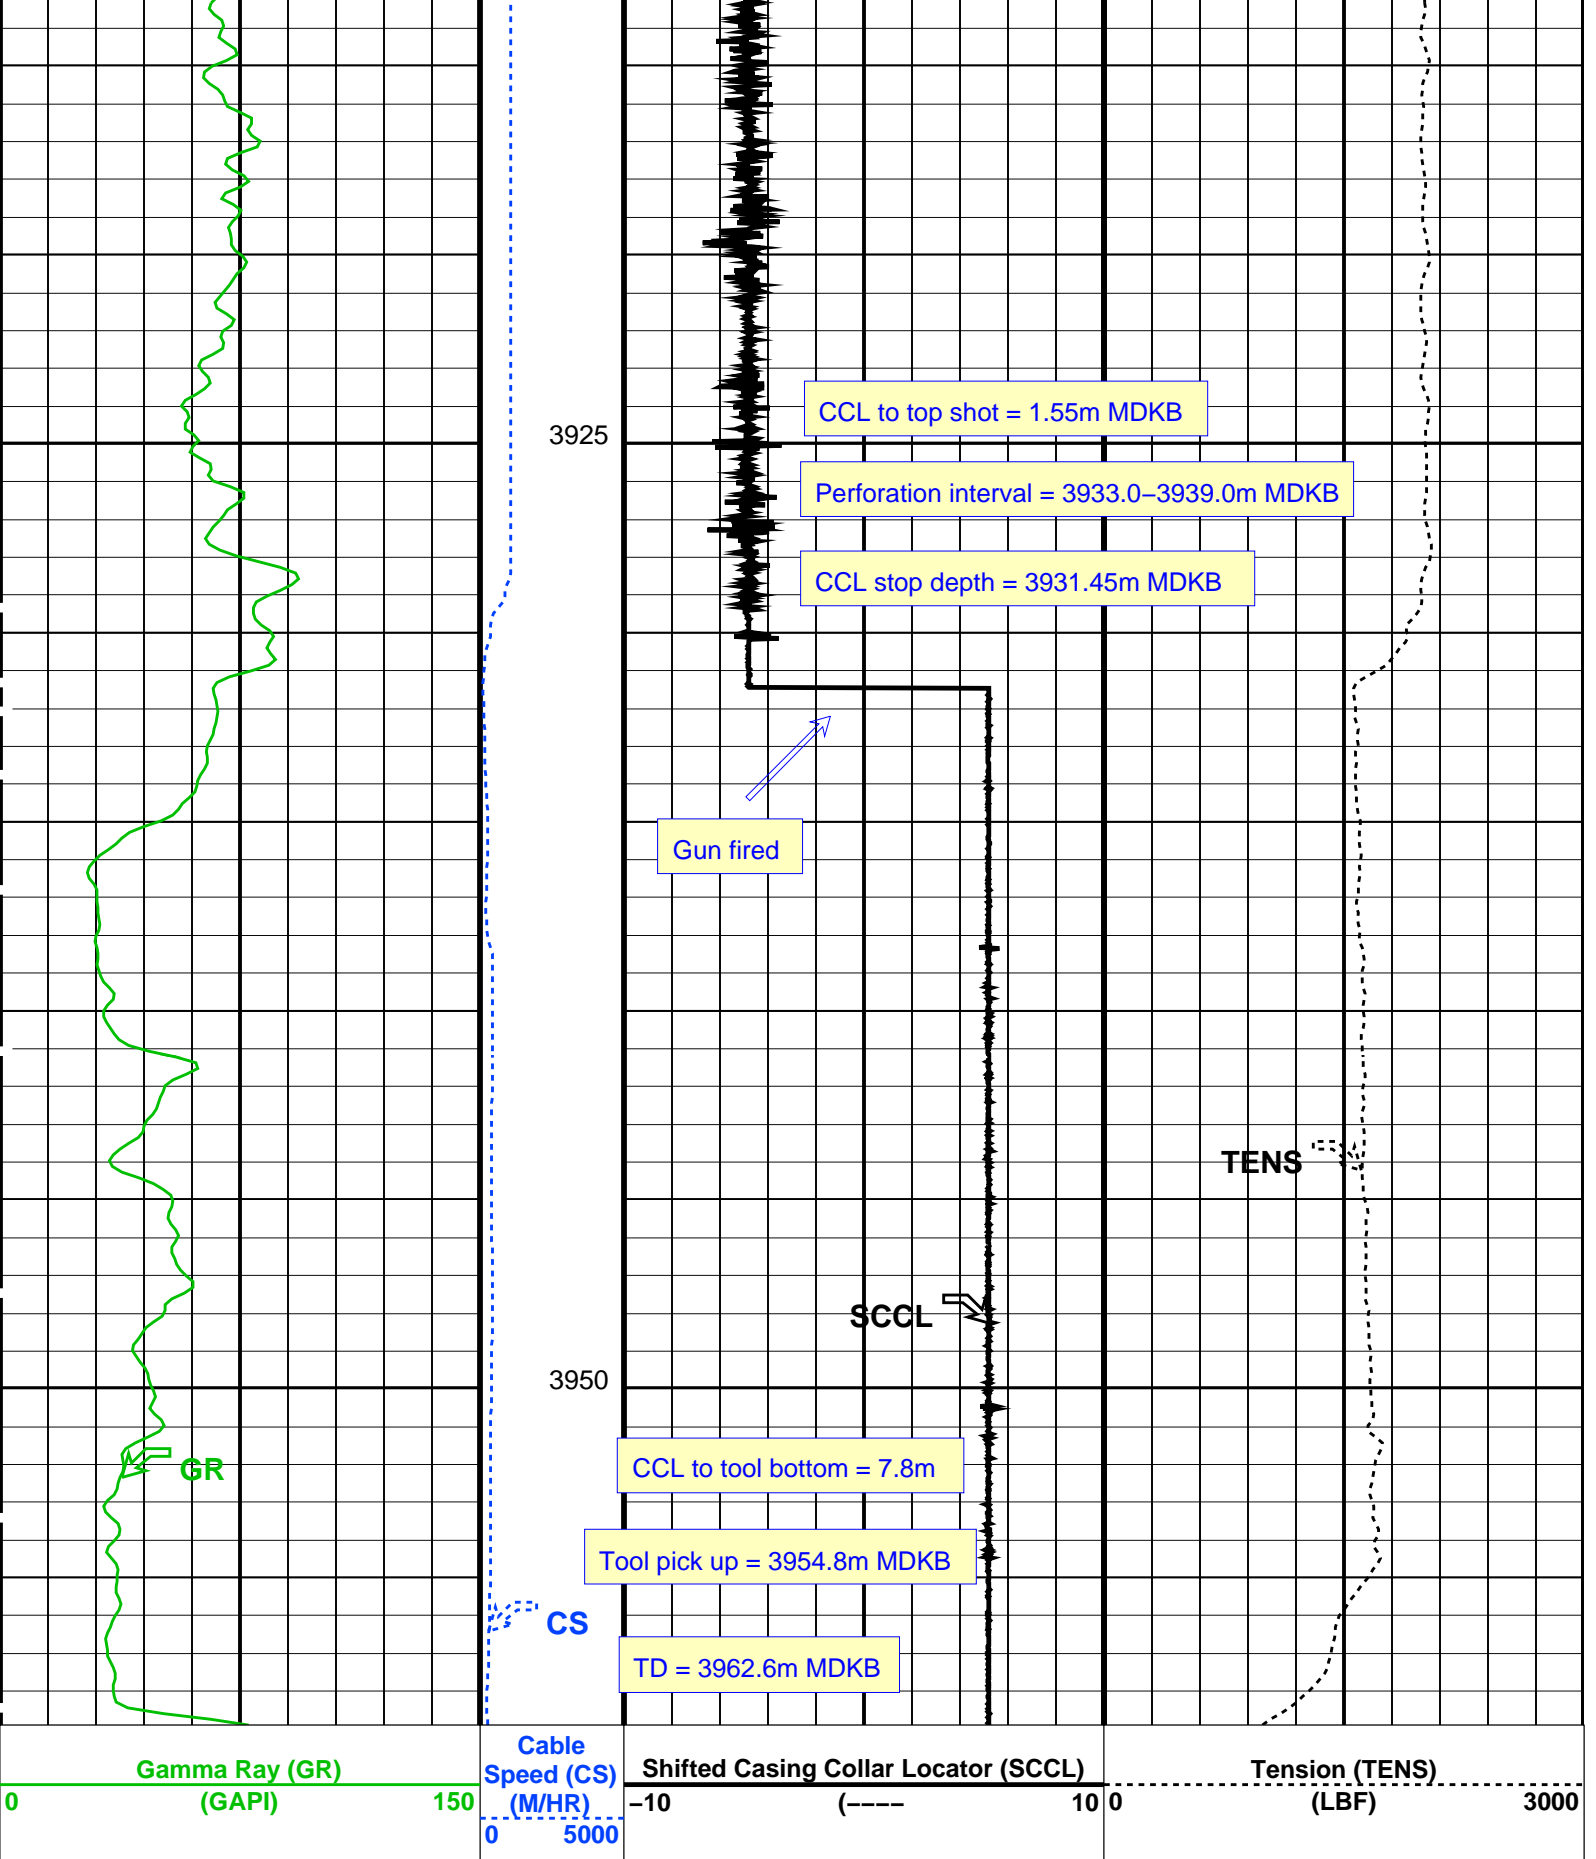 CCL to top shot = 1.55m MDKB
3925
Perforation interval = 3933.0−3939.0m MDKB
CCL stop depth = 3931.45m MDKB
Gun fired
TENS
SCCL
3950
GR
CCL to tool bottom = 7.8m
Tool pick up = 3954.8m MDKB
CS
TD = 3962.6m MDKB
Gamma Ray (GR)
(GAPI)
0 150
Cable
Speed (CS)
(M/HR)
0 5000
Shifted Casing Collar Locator (SCCL)
−10 (−−−− 10
Tension (TENS)
(LBF)
0 3000